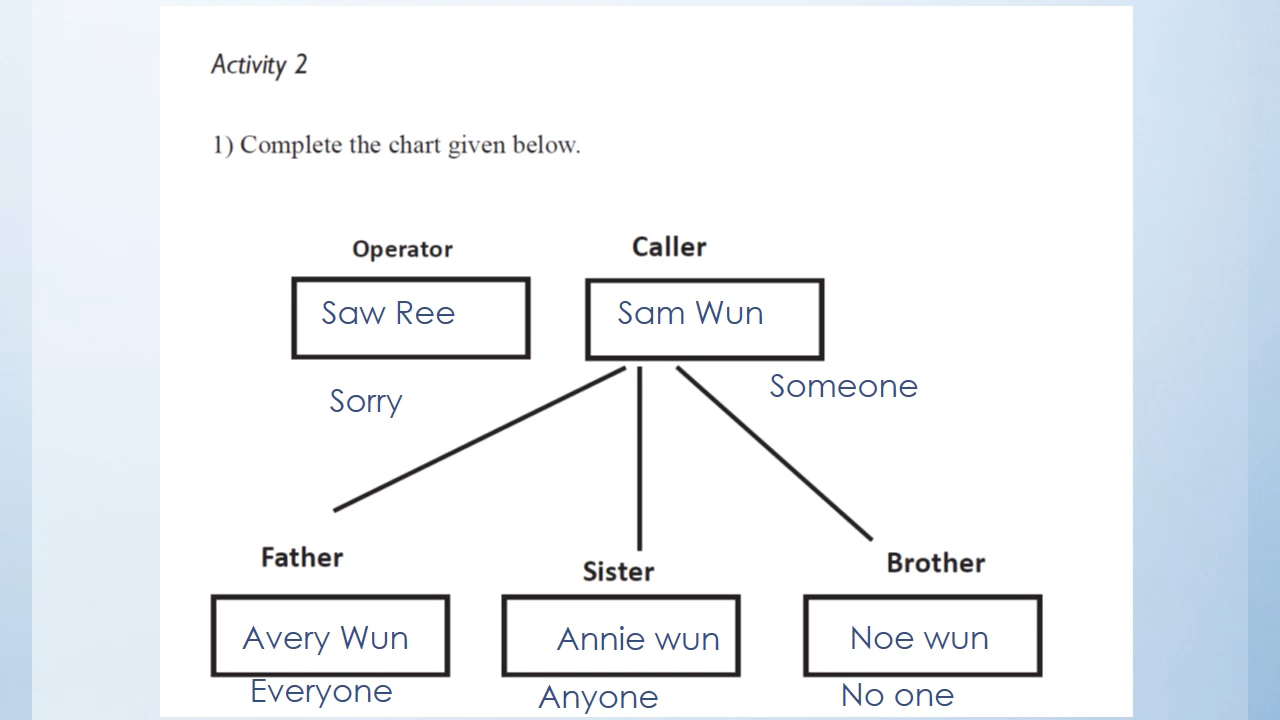 Activity 2
1) Complete the chart given below.
Operator
Caller
Saw Ree
Sam Wun
Sorry
Someone
Father
Sister
Brother
Avery Wun
Annie wun
Noe wun
Everyone
Anyone
No one